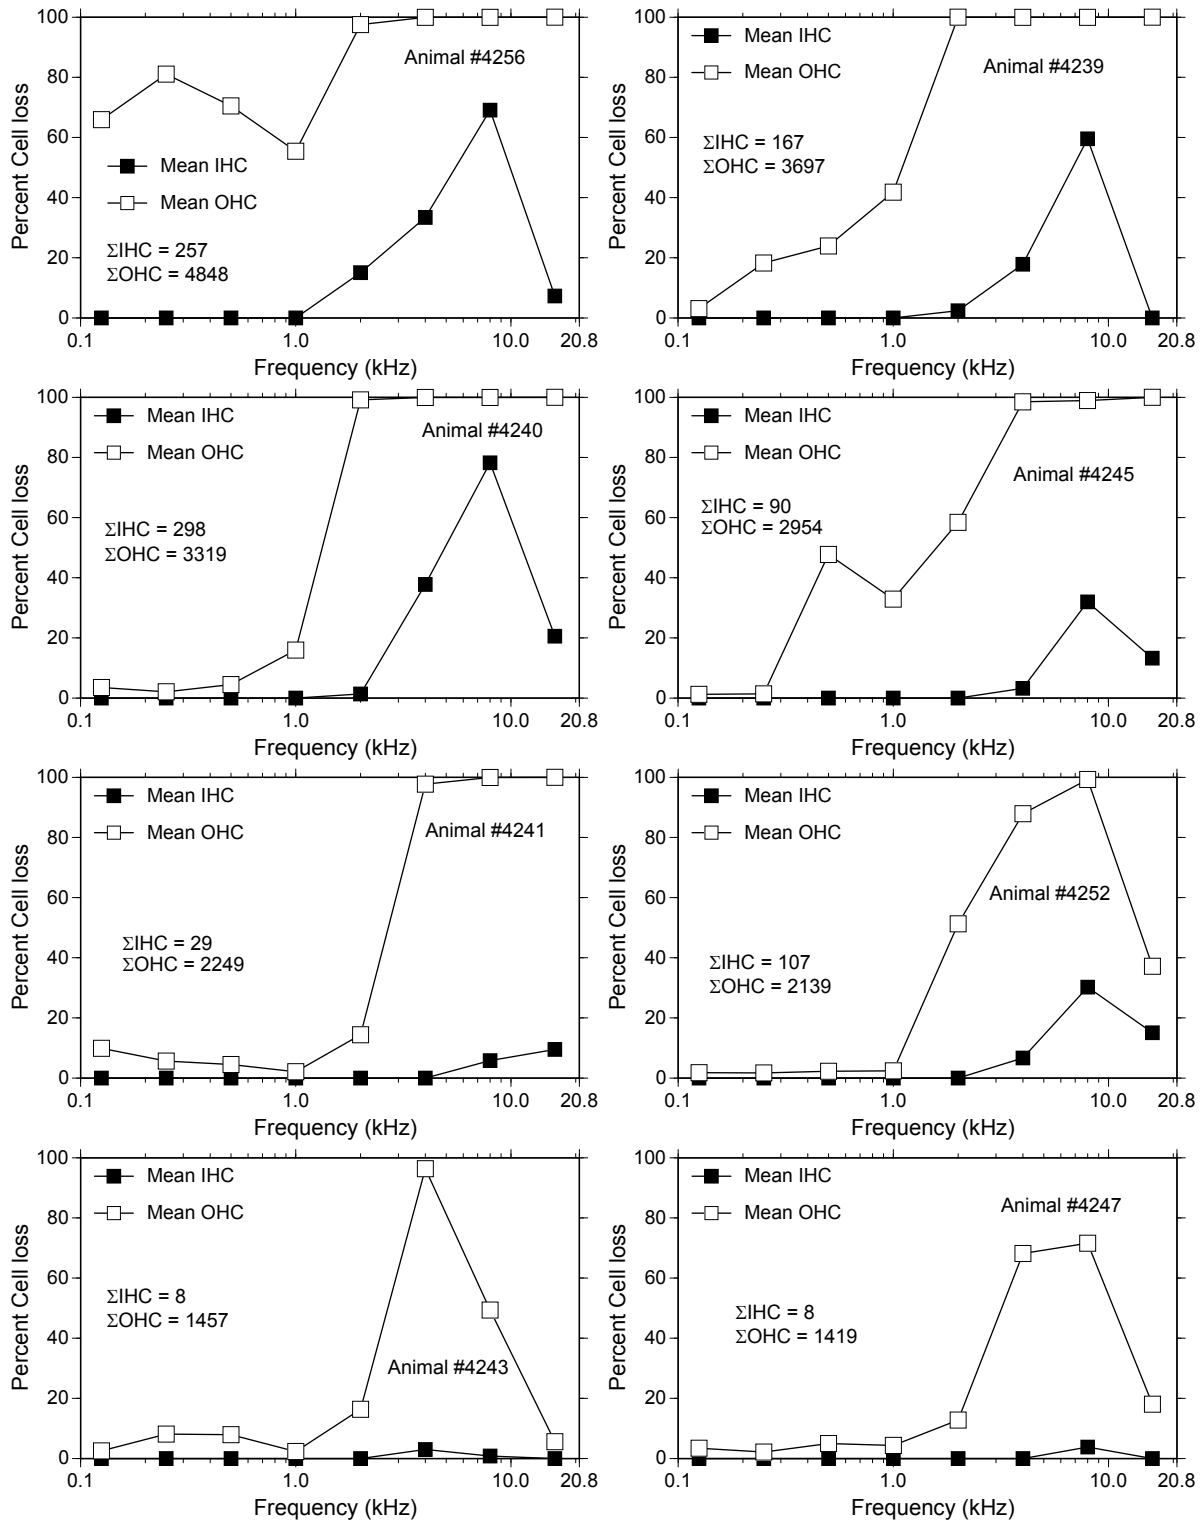 100
80
60
40
20
0
Percent Cell loss
Animal #4256
Mean IHC
Mean OHC
ΣIHC = 257
ΣOHC = 4848
0.1
1.0
10.0
20.8
Frequency (kHz)
100
80
60
40
20
0
Percent Cell loss
Mean IHC
Mean OHC
Animal #4239
ΣIHC = 167
ΣOHC = 3697
0.1
1.0
10.0
20.8
Frequency (kHz)
100
80
60
40
20
0
Percent Cell loss
Mean IHC
Mean OHC
Animal #4240
ΣIHC = 298
ΣOHC = 3319
0.1
1.0
10.0
20.8
Frequency (kHz)
100
80
60
40
20
0
Percent Cell loss
Mean IHC
Mean OHC
Animal #4245
ΣIHC = 90
ΣOHC = 2954
0.1
1.0
10.0
20.8
Frequency (kHz)
100
80
60
40
20
0
Percent Cell loss
Mean IHC
Mean OHC
Animal #4241
ΣIHC = 29
ΣOHC = 2249
0.1
1.0
10.0
20.8
Frequency (kHz)
100
80
60
40
20
0
Percent Cell loss
Mean IHC
Mean OHC
Animal #4252
ΣIHC = 107
ΣOHC = 2139
0.1
1.0
10.0
20.8
Frequency (kHz)
100
80
60
40
20
0
Percent Cell loss
Mean IHC
Mean OHC
ΣIHC = 8
ΣOHC = 1457
Animal #4243
0.1
1.0
10.0
20.8
Frequency (kHz)
100
80
60
40
20
0
Percent Cell loss
Mean IHC
Mean OHC
Animal #4247
ΣIHC = 8
ΣOHC = 1419
0.1
1.0
10.0
20.8
Frequency (kHz)